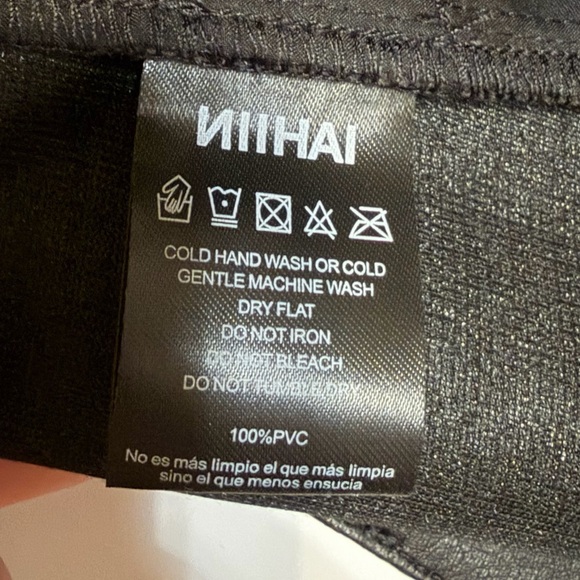 NIIHAI
COLD HAND WASH OR COLD
GENTLE MACHINE WASH
DRY FLAT
DO NOT IRON
DO NOT BLEACH
DO NOT TUMBLE DRY
100%PVC
No es más limpio el que más limpia
sino el que menos ensucia